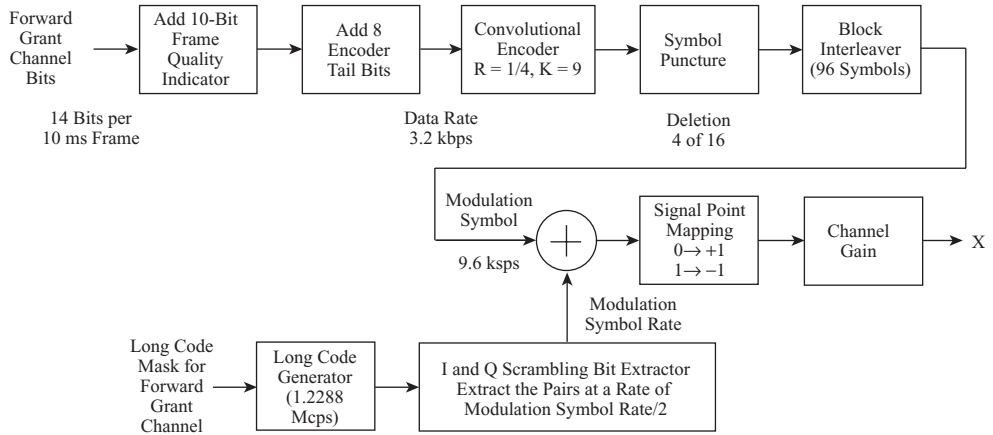 Forward
Grant
Channel
Bits
Add 10-Bit
Frame
Quality
Indicator
Add 8
Encoder
Tail Bits
Convolutional
Encoder
R = 1/4, K = 9
Symbol
Puncture
Block
Interleaver
(96 Symbols)
14 Bits per
10 ms Frame
Data Rate
3.2 kbps
Deletion
4 of 16
Modulation
Symbol
9.6 ksps
Signal Point
Mapping
0→ +1
1→ −1
Channel
Gain
X
Modulation
Symbol Rate
Long Code
Mask for
Forward
Grant
Channel
Long Code
Generator
(1.2288
Mcps)
I and Q Scrambling Bit Extractor
Extract the Pairs at a Rate of
Modulation Symbol Rate/2